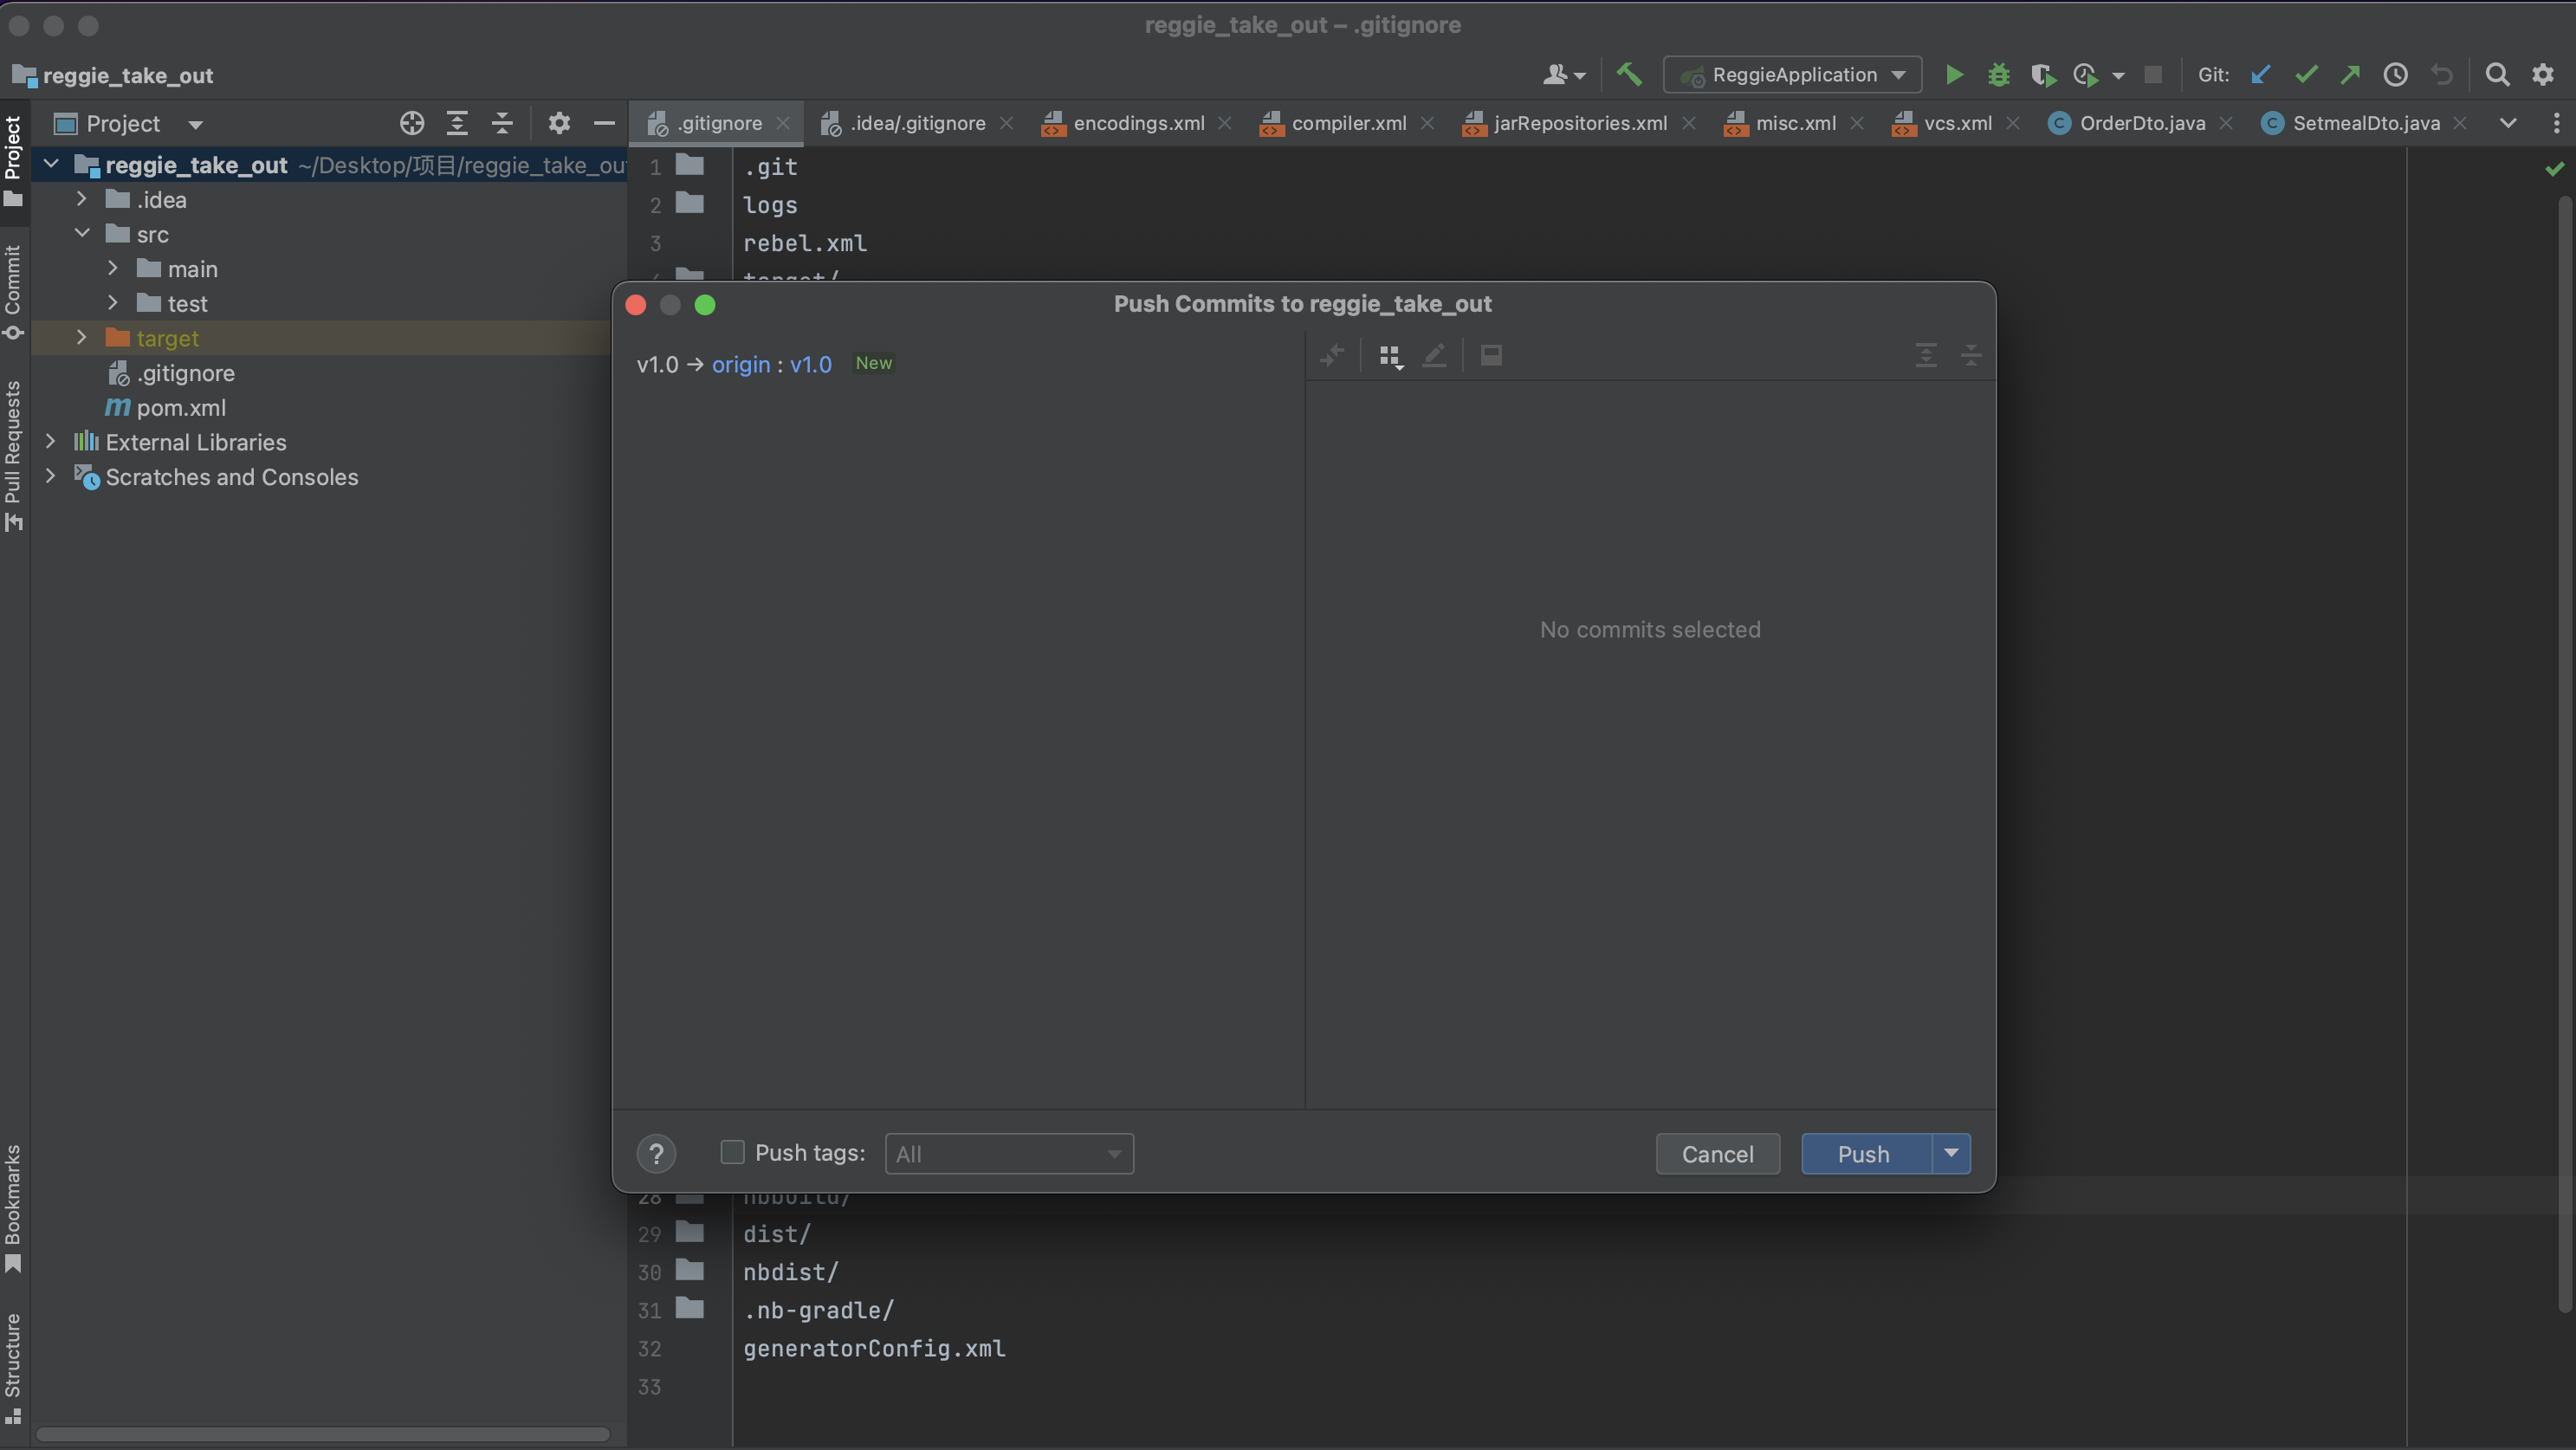 reggie_take_out – .gitignore
reggie_take_out
ReggieApplication
Git:
Project
.gitignore
.idea/.gitignore
encodings.xml
compiler.xml
jarRepositories.xml
misc.xml
vcs.xml
OrderDto.java
SetmealDto.java
Project
Commit
Pull Requests
Bookmarks
Structure
reggie_take_out ~/Desktop/项目/reggie_take_ou
.idea
src
main
test
target
.gitignore
pom.xml
External Libraries
Scratches and Consoles
1 .git
2 logs
3 rebel.xml
4 target/
Push Commits to reggie_take_out
v1.0 → origin : v1.0 New
No commits selected
? Push tags: All
Cancel
Push
28 nbbuild/
29 dist/
30 nbdist/
31 .nb-gradle/
32 generatorConfig.xml
33